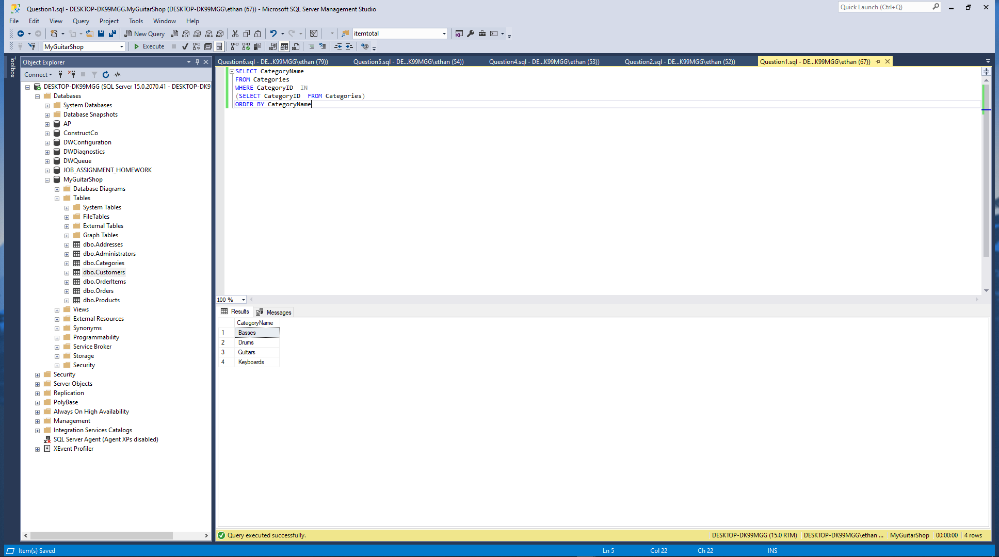 Question1.sql - DESKTOP-DK99MGG.MyGuitarShop (DESKTOP-DK99MGG\ethan (67)) - Microsoft SQL Server Management Studio
Quick Launch (Ctrl+Q)
File Edit View Query Project Tools Window Help
New Query MDX DMX XMLA DAX itemtotal
MyGuitarShop Execute
Toolbox
Object Explorer
Connect
DESKTOP-DK99MGG (SQL Server 15.0.2070.41 - DESKTOP-DK9
Databases
System Databases
Database Snapshots
AP
ConstructCo
DWConfiguration
DWDiagnostics
DWQueue
JOB_ASSIGNMENT_HOMEWORK
MyGuitarShop
Database Diagrams
Tables
System Tables
FileTables
External Tables
Graph Tables
dbo.Addresses
dbo.Administrators
dbo.Categories
dbo.Customers
dbo.OrderItems
dbo.Orders
dbo.Products
Views
External Resources
Synonyms
Programmability
Service Broker
Storage
Security
Security
Server Objects
Replication
PolyBase
Always On High Availability
Management
Integration Services Catalogs
SQL Server Agent (Agent XPs disabled)
XEvent Profiler
Question6.sql - DE...K99MGG\ethan (79)) Question5.sql - DE...K99MGG\ethan (54)) Question4.sql - DE...K99MGG\ethan (53)) Question2.sql - DE...K99MGG\ethan (52)) Question1.sql - DE...K99MGG\ethan (67))
SELECT CategoryName
FROM Categories
WHERE CategoryID  IN
(SELECT CategoryID  FROM Categories)
ORDER BY CategoryName
100 %
Results Messages
CategoryName
1 Basses
2 Drums
3 Guitars
4 Keyboards
Query executed successfully. DESKTOP-DK99MGG (15.0 RTM) DESKTOP-DK99MGG\ethan ... MyGuitarShop 00:00:00 4 rows
Item(s) Saved Ln 5 Col 22 Ch 22 INS